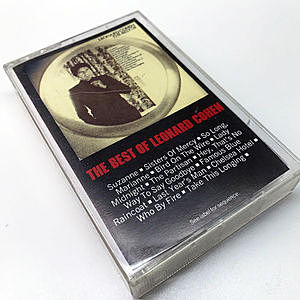 THE BEST OF LEONARD COHEN
Suzanne • Sisters Of Mercy • So Long,
Marianne • Bird On The Wire • Lady
Midnight • The Partisan • Hey, That's No
Way To Say Goodbye • Famous Blue
Raincoat • Last Year's Man • Chelsea Hotel •
Who By Fire • Take This Longing •
See label for sequence.